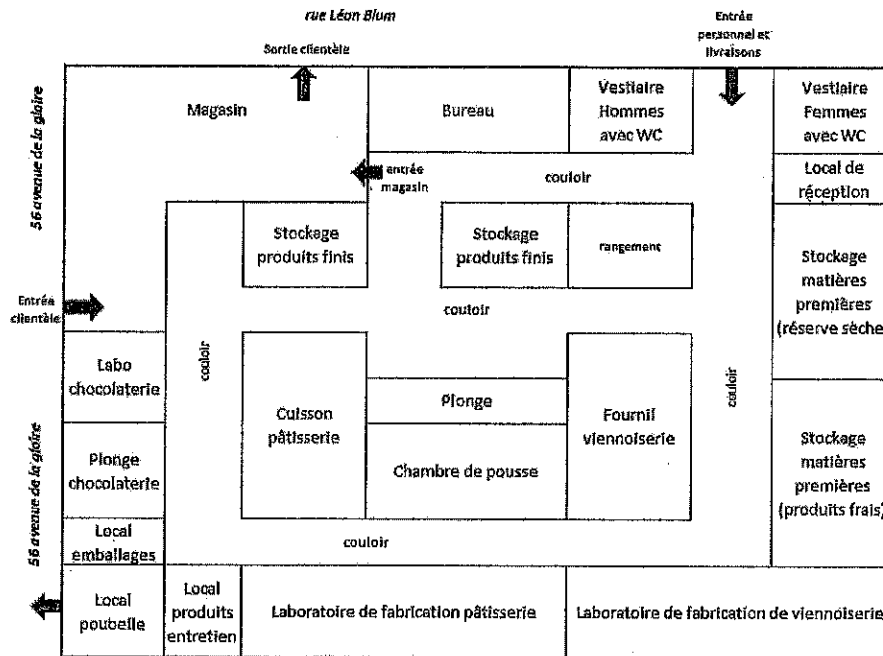 rue Léon Blum
Entrée
personnel et
livraisons
Sortie clientèle
56 avenue de la gloire
Magasin
Bureau
Vestiaire
Hommes
avec WC
Vestiaire
Femmes
avec WC
entrée
magasin
couloir
Local de
réception
Stockage
produits finis
Stockage
produits finis
rangement
Stockage
matières
premières
(réserve sèche
Entrée
clientèle
couloir
couloir
couloir
Labo
chocolaterie
Cuisson
pâtisserie
Plonge
Fournil
viennoiserie
56 avenue de la gloire
Plonge
chocolaterie
Chambre de pousse
Stockage
matières
premières
(produits frais)
Local
emballages
couloir
Local
poubelle
Local
produits
entretien
Laboratoire de fabrication pâtisserie
Laboratoire de fabrication de viennoiserie